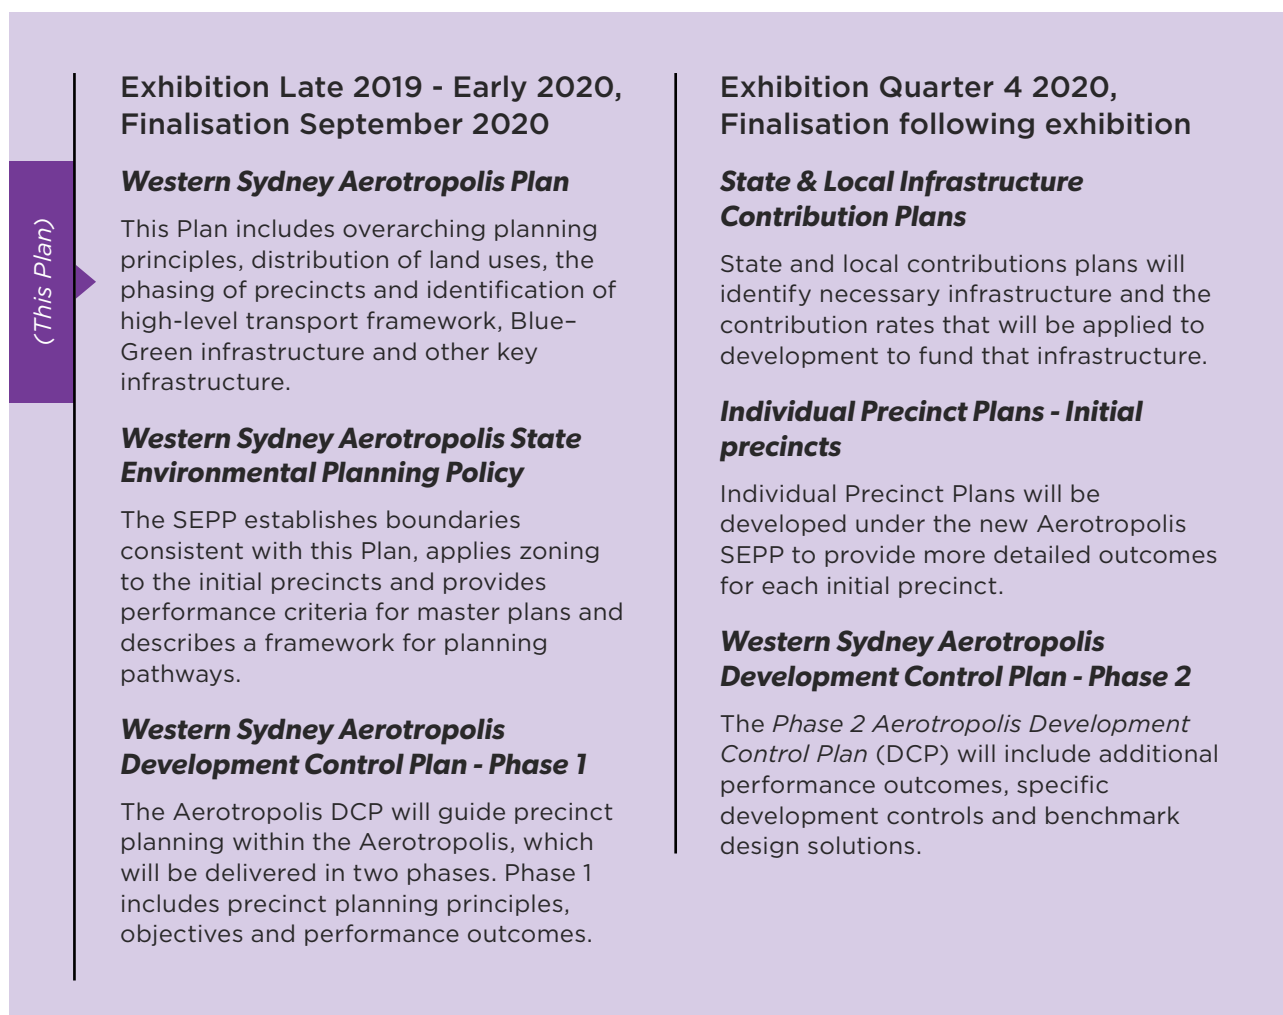 (This Plan)
Exhibition Late 2019 - Early 2020,
Finalisation September 2020
Western Sydney Aerotropolis Plan
This Plan includes overarching planning
principles, distribution of land uses, the
phasing of precincts and identification of
high-level transport framework, Blue–
Green infrastructure and other key
infrastructure.
Western Sydney Aerotropolis State
Environmental Planning Policy
The SEPP establishes boundaries
consistent with this Plan, applies zoning
to the initial precincts and provides
performance criteria for master plans and
describes a framework for planning
pathways.
Western Sydney Aerotropolis
Development Control Plan - Phase 1
The Aerotropolis DCP will guide precinct
planning within the Aerotropolis, which
will be delivered in two phases. Phase 1
includes precinct planning principles,
objectives and performance outcomes.
Exhibition Quarter 4 2020,
Finalisation following exhibition
State & Local Infrastructure
Contribution Plans
State and local contributions plans will
identify necessary infrastructure and the
contribution rates that will be applied to
development to fund that infrastructure.
Individual Precinct Plans - Initial
precincts
Individual Precinct Plans will be
developed under the new Aerotropolis
SEPP to provide more detailed outcomes
for each initial precinct.
Western Sydney Aerotropolis
Development Control Plan - Phase 2
The Phase 2 Aerotropolis Development
Control Plan (DCP) will include additional
performance outcomes, specific
development controls and benchmark
design solutions.